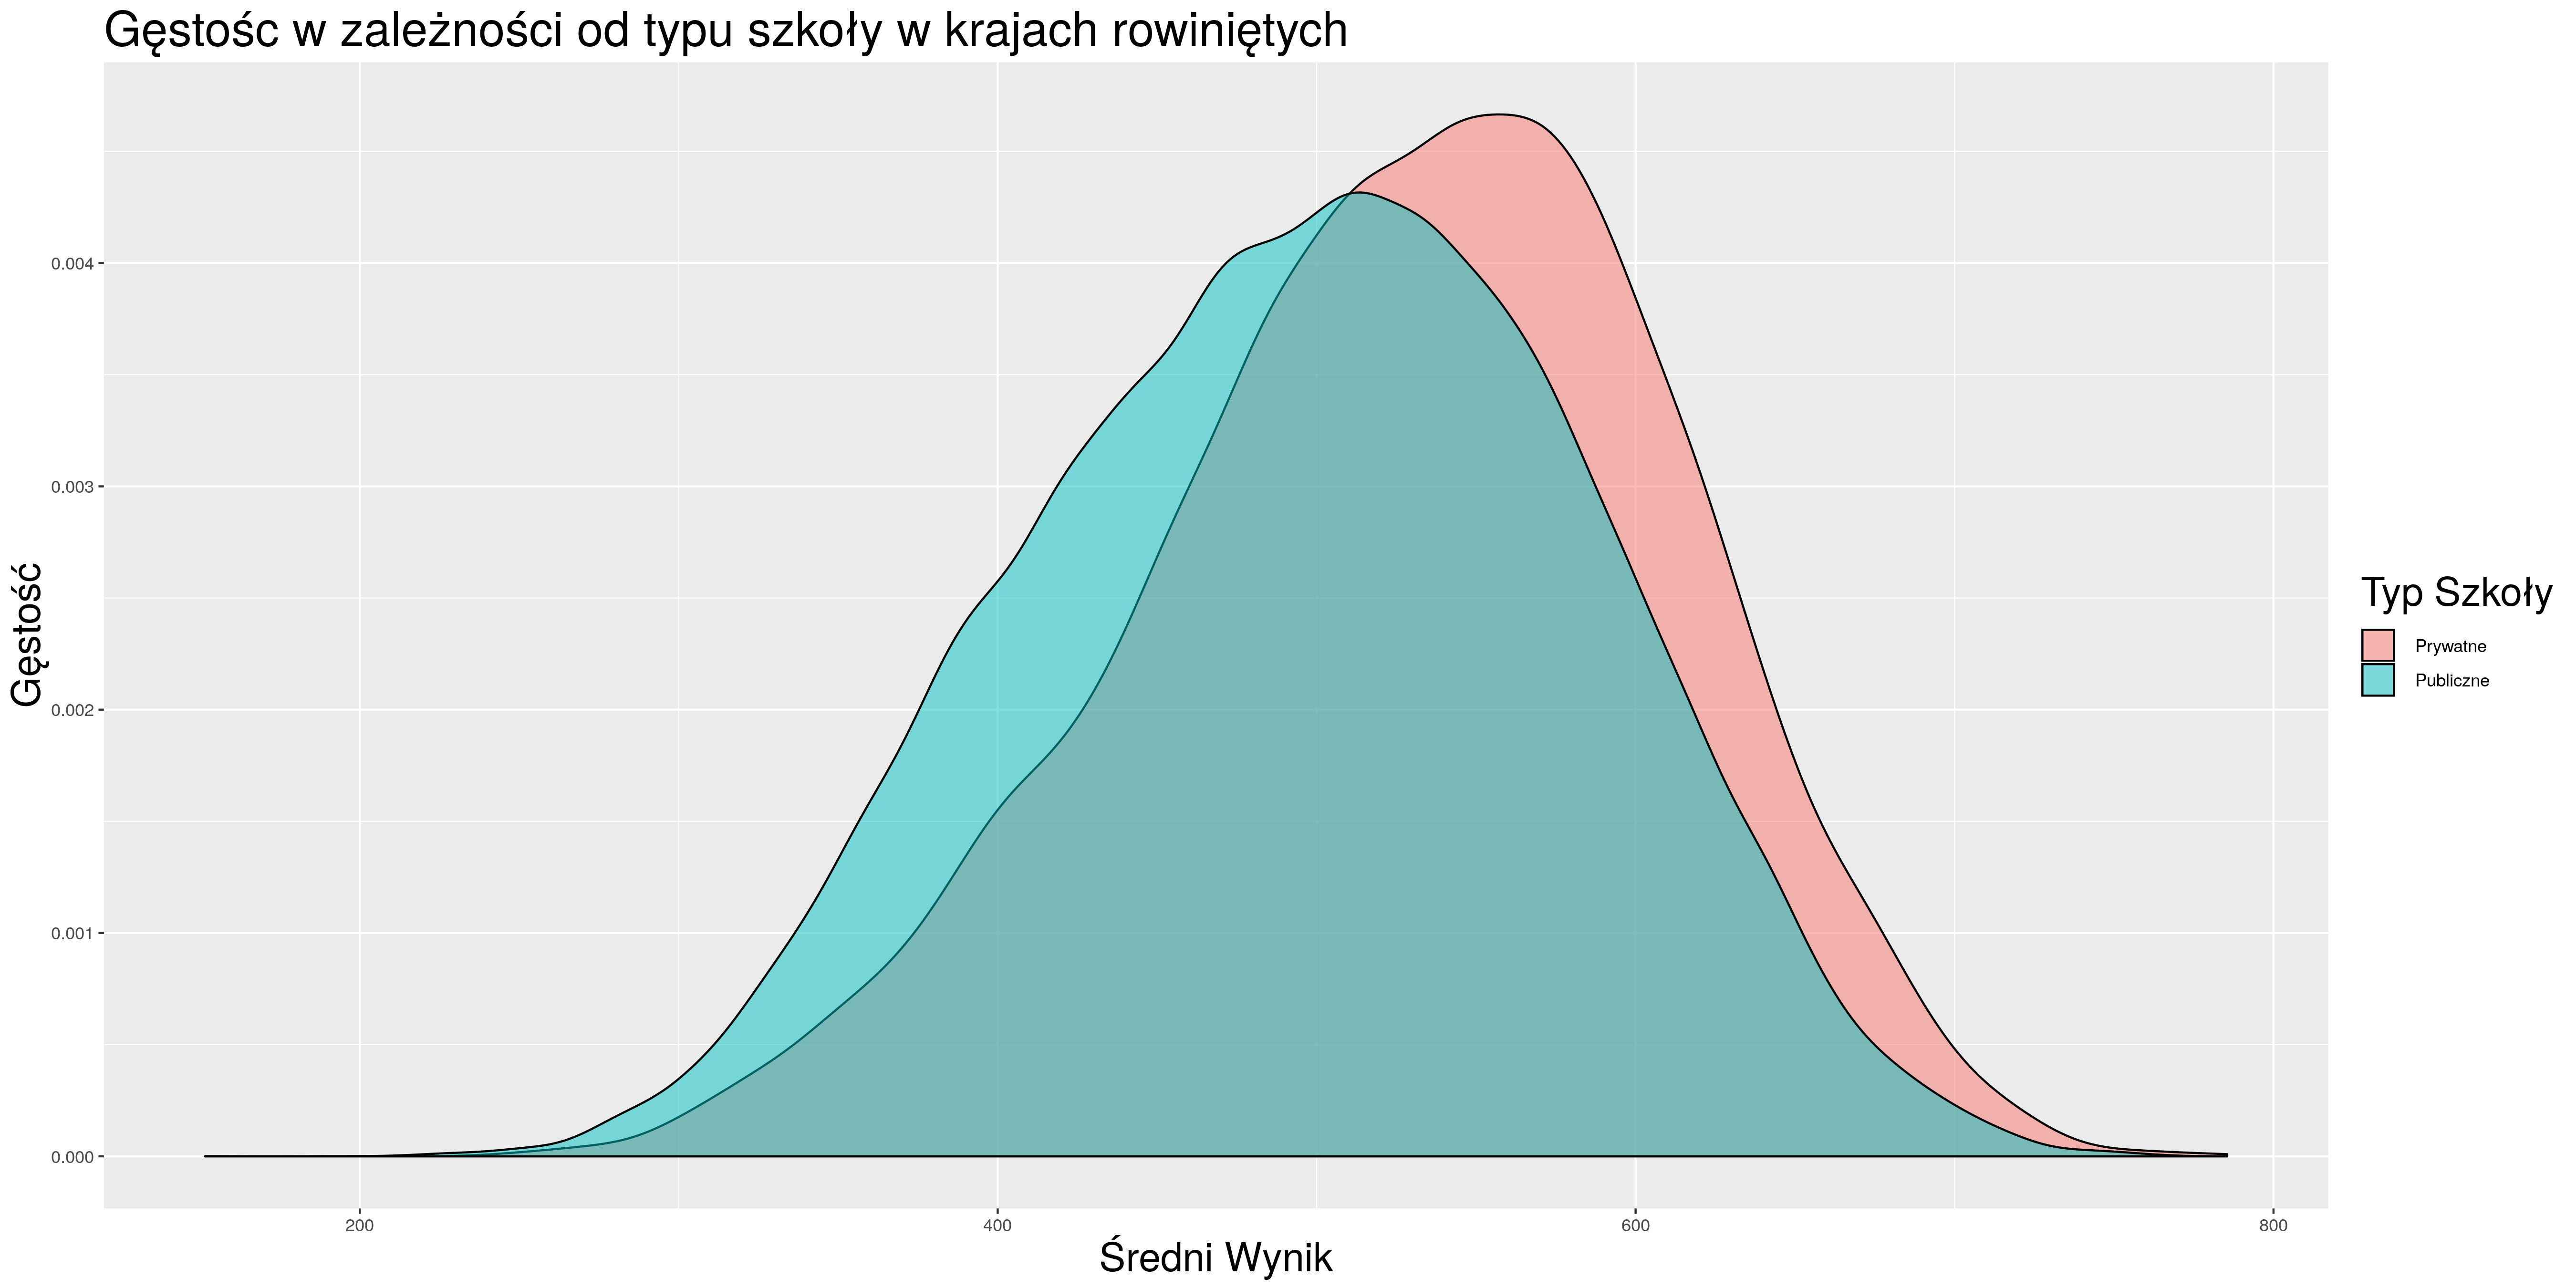 Gęstośc w zależności od typu szkoły w krajach rowiniętych
Gęstość
0.004
0.003
0.002
0.001
0.000
200
400
600
800
Średni Wynik
Typ Szkoły
Prywatne
Publiczne